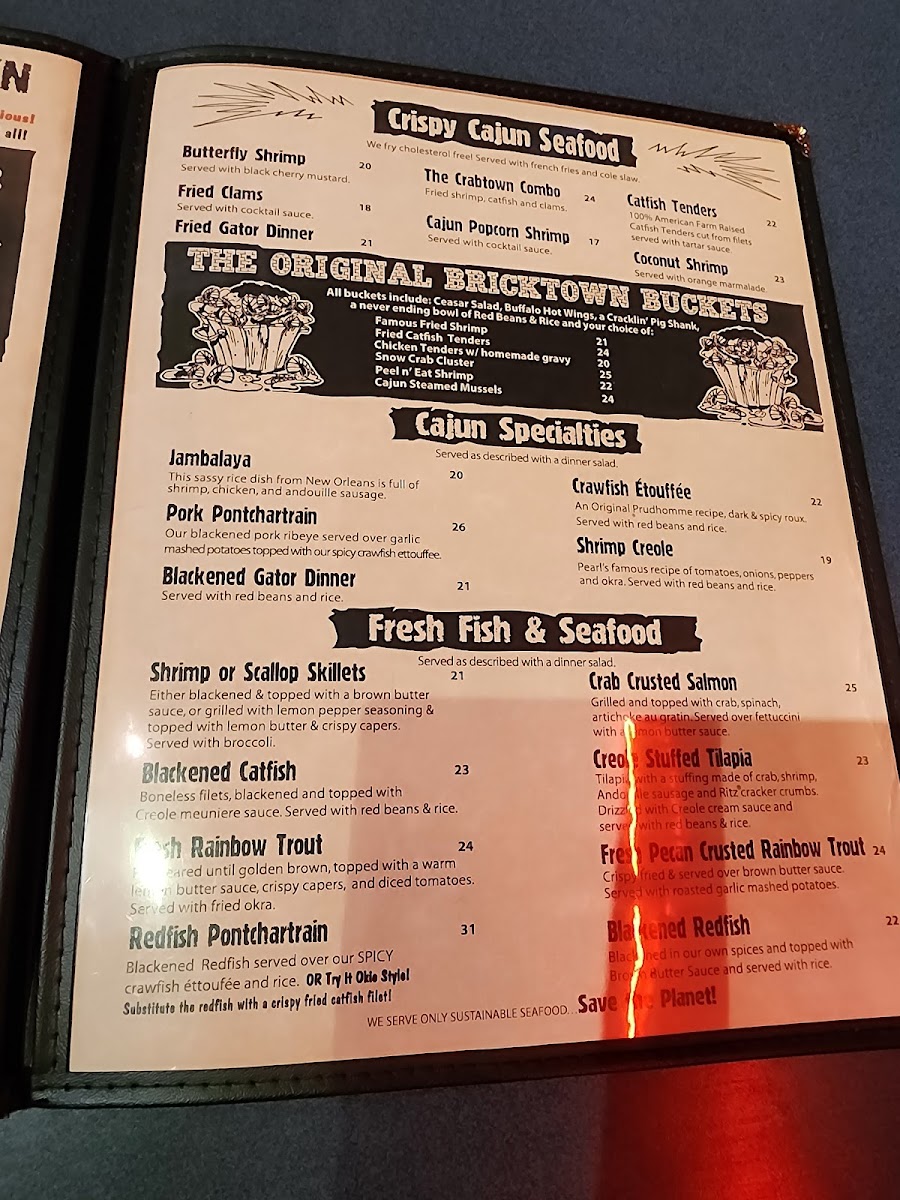 N
ious!
all!
Crispy Cajun Seafood
We fry cholesterol free! Served with french fries and cole slaw.
Butterfly Shrimp 20
Served with black cherry mustard.
Fried Clams
Served with cocktail sauce. 18
Fried Gator Dinner 21
The Crabtown Combo 24
Fried shrimp, catfish and clams.
Cajun Popcorn Shrimp 17
Served with cocktail sauce.
Catfish Tenders 22
100% American Farm Raised
Catfish Tenders cut from filets
served with tartar sauce.
Coconut Shrimp 23
Served with orange marmalade.
THE ORIGINAL BRICKTOWN BUCKETS
All buckets include: Ceasar Salad, Buffalo Hot Wings, a Cracklin' Pig Shank,
a never ending bowl of Red Beans & Rice and your choice of:
Famous Fried Shrimp 21
Fried Catfish Tenders 24
Chicken Tenders w/ homemade gravy 20
Snow Crab Cluster 25
Peel n' Eat Shrimp 22
Cajun Steamed Mussels 24
Cajun Specialties
Served as described with a dinner salad.
Jambalaya 20
This sassy rice dish from New Orleans is full of
shrimp, chicken, and andouille sausage.
Pork Pontchartrain 26
Our blackened pork ribeye served over garlic
mashed potatoes topped with our spicy crawfish ettouffee.
Blackened Gator Dinner 21
Served with red beans and rice.
Crawfish Étouffée 22
An Original Prudhomme recipe, dark & spicy roux.
Served with red beans and rice.
Shrimp Creole 19
Pearl's famous recipe of tomatoes, onions, peppers
and okra. Served with red beans and rice.
Fresh Fish & Seafood
Served as described with a dinner salad.
Shrimp or Scallop Skillets 21
Either blackened & topped with a brown butter
sauce, or grilled with lemon pepper seasoning &
topped with lemon butter & crispy capers.
Served with broccoli.
Blackened Catfish 23
Boneless filets, blackened and topped with
Creole meuniere sauce. Served with red beans & rice.
Fresh Rainbow Trout 24
seared until golden brown, topped with a warm
lemon butter sauce, crispy capers, and diced tomatoes.
Served with fried okra.
Redfish Pontchartrain 31
Blackened Redfish served over our SPICY
crawfish éttoufée and rice. OR Try It Okie Style!
Substitute the redfish with a crispy fried catfish filet!
Crab Crusted Salmon 25
Grilled and topped with crab, spinach,
artichoke au gratin. Served over fettuccini
with a lemon butter sauce.
Creole Stuffed Tilapia 23
Tilapia with a stuffing made of crab, shrimp,
Andouille sausage and Ritz® cracker crumbs.
Drizzled with Creole cream sauce and
served with red beans & rice.
Fresh Pecan Crusted Rainbow Trout 24
Crispy fried & served over brown butter sauce.
Served with roasted garlic mashed potatoes.
Blackened Redfish 22
Blackened in our own spices and topped with
Brown Butter Sauce and served with rice.
WE SERVE ONLY SUSTAINABLE SEAFOOD...Save the Planet!